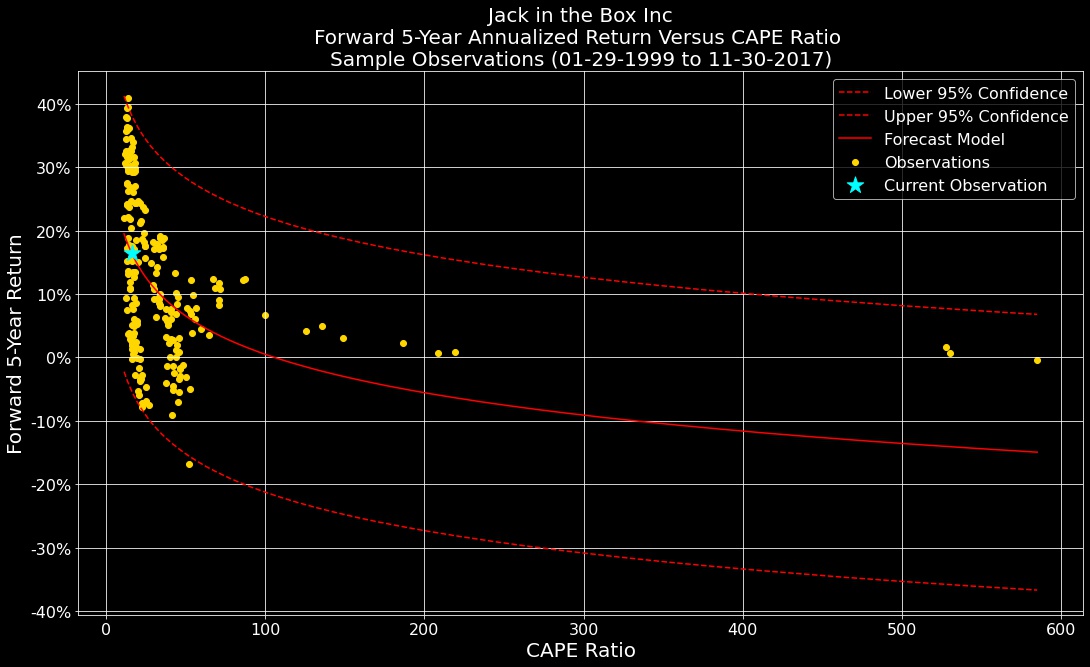 Jack in the Box Inc
Forward 5-Year Annualized Return Versus CAPE Ratio
Sample Observations (01-29-1999 to 11-30-2017)
Lower 95% Confidence
Upper 95% Confidence
Forecast Model
Observations
Current Observation
Forward 5-Year Return
40%
30%
20%
10%
0%
-10%
-20%
-30%
-40%
0 100 200 300 400 500 600
CAPE Ratio